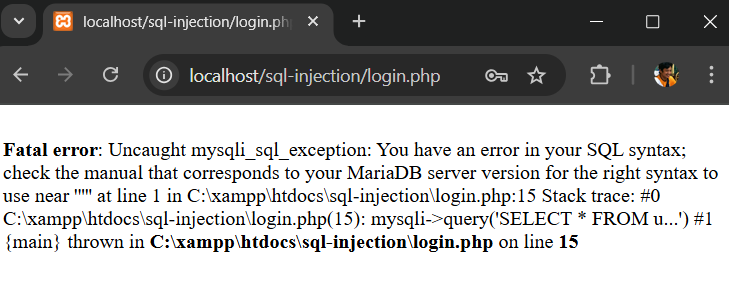 localhost/sql-injection/login.ph
localhost/sql-injection/login.php
Fatal error: Uncaught mysqli_sql_exception: You have an error in your SQL syntax;
check the manual that corresponds to your MariaDB server version for the right syntax to
use near ''''' at line 1 in C:\xampp\htdocs\sql-injection\login.php:15 Stack trace: #0
C:\xampp\htdocs\sql-injection\login.php(15): mysqli->query('SELECT * FROM u...') #1
{main} thrown in C:\xampp\htdocs\sql-injection\login.php on line 15